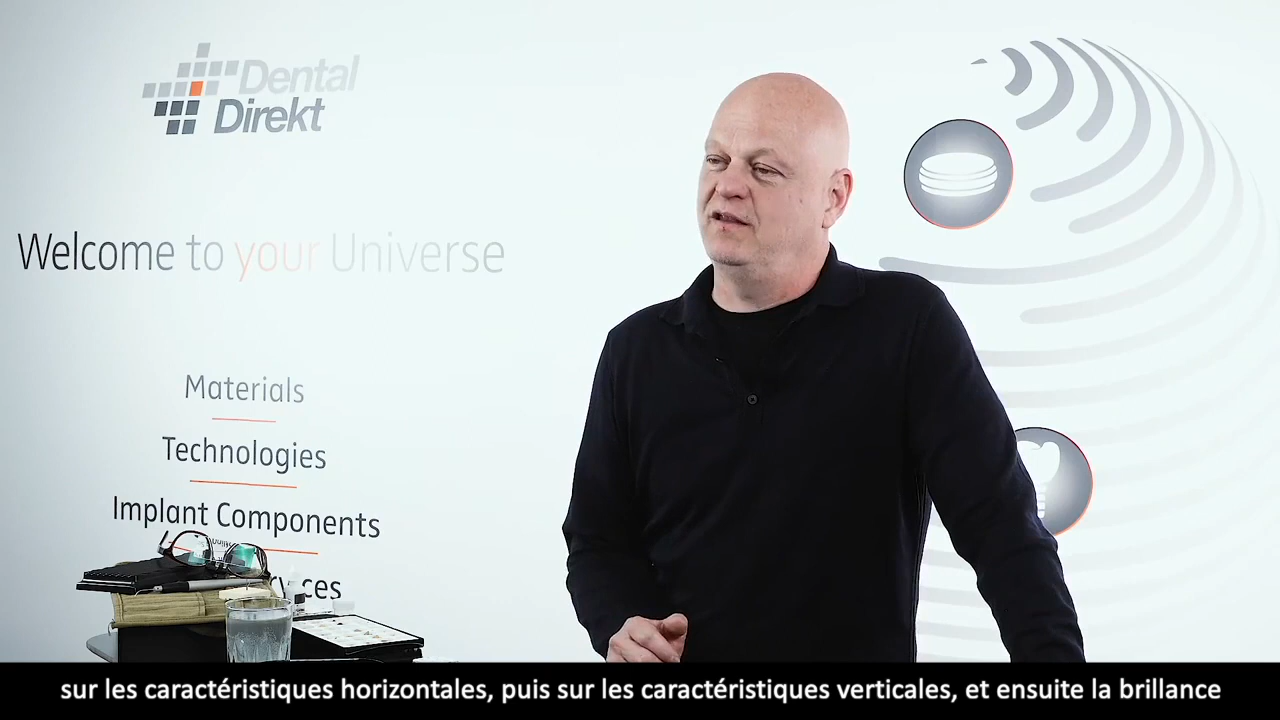 Dental
Direkt
Welcome to your Universe
Materials
Technologies
Implant Components
sur les caractéristiques horizontales, puis sur les caractéristiques verticales, et ensuite la brillance